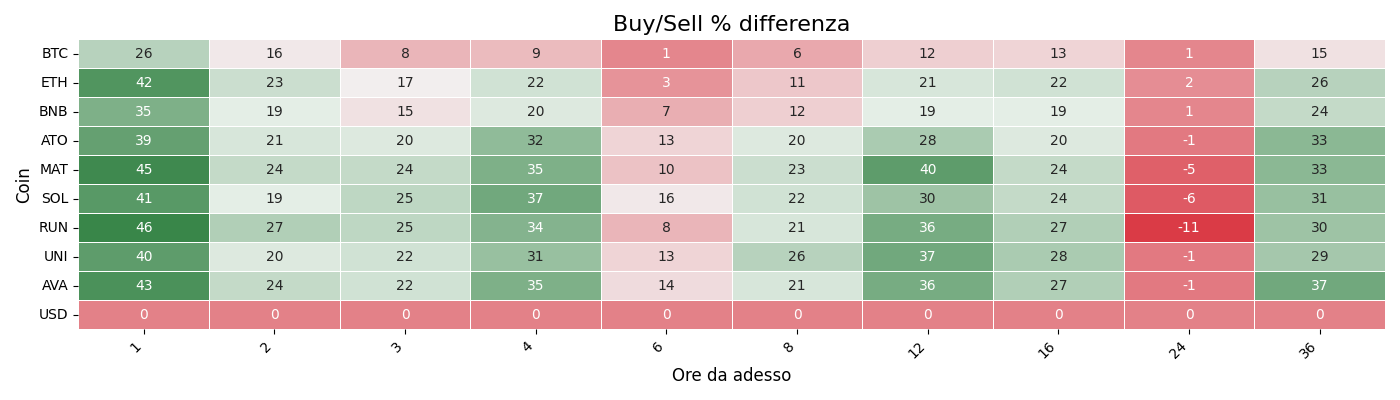 Buy/Sell % differenza
Coin
BTC 26 16 8 9 1 6 12 13 1 15
ETH 42 23 17 22 3 11 21 22 2 26
BNB 35 19 15 20 7 12 19 19 1 24
ATO 39 21 20 32 13 20 28 20 -1 33
MAT 45 24 24 35 10 23 40 24 -5 33
SOL 41 19 25 37 16 22 30 24 -6 31
RUN 46 27 25 34 8 21 36 27 -11 30
UNI 40 20 22 31 13 26 37 28 -1 29
AVA 43 24 22 35 14 21 36 27 -1 37
USD 0 0 0 0 0 0 0 0 0 0
1 2 3 4 6 8 12 16 24 36
Ore da adesso